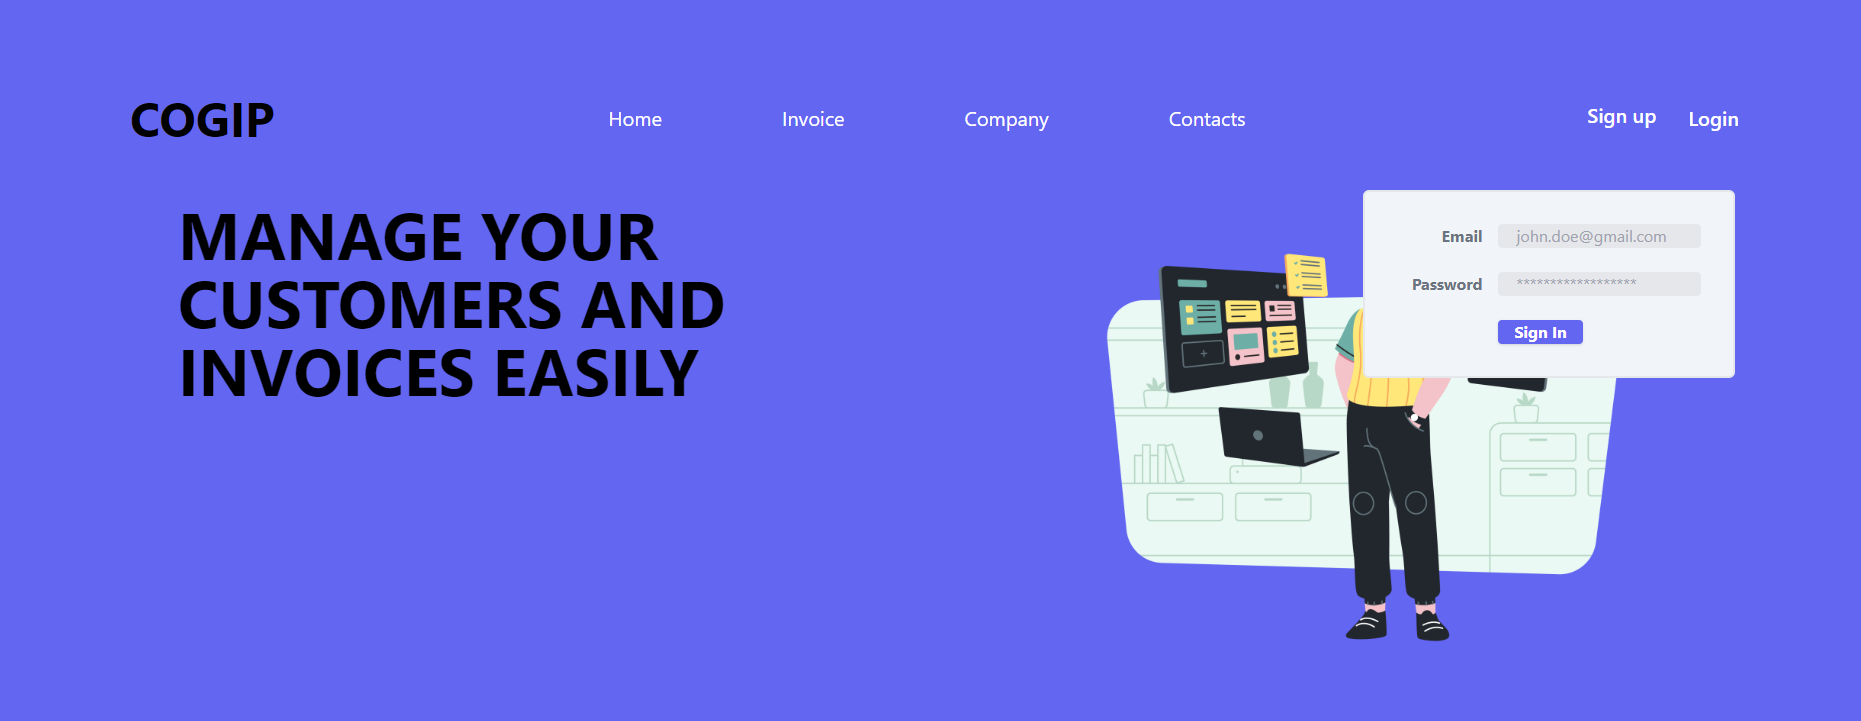 COGIP
Home Invoice Company Contacts
Sign up Login
MANAGE YOUR
CUSTOMERS AND
INVOICES EASILY
Email john.doe@gmail.com
Password ******************
Sign In